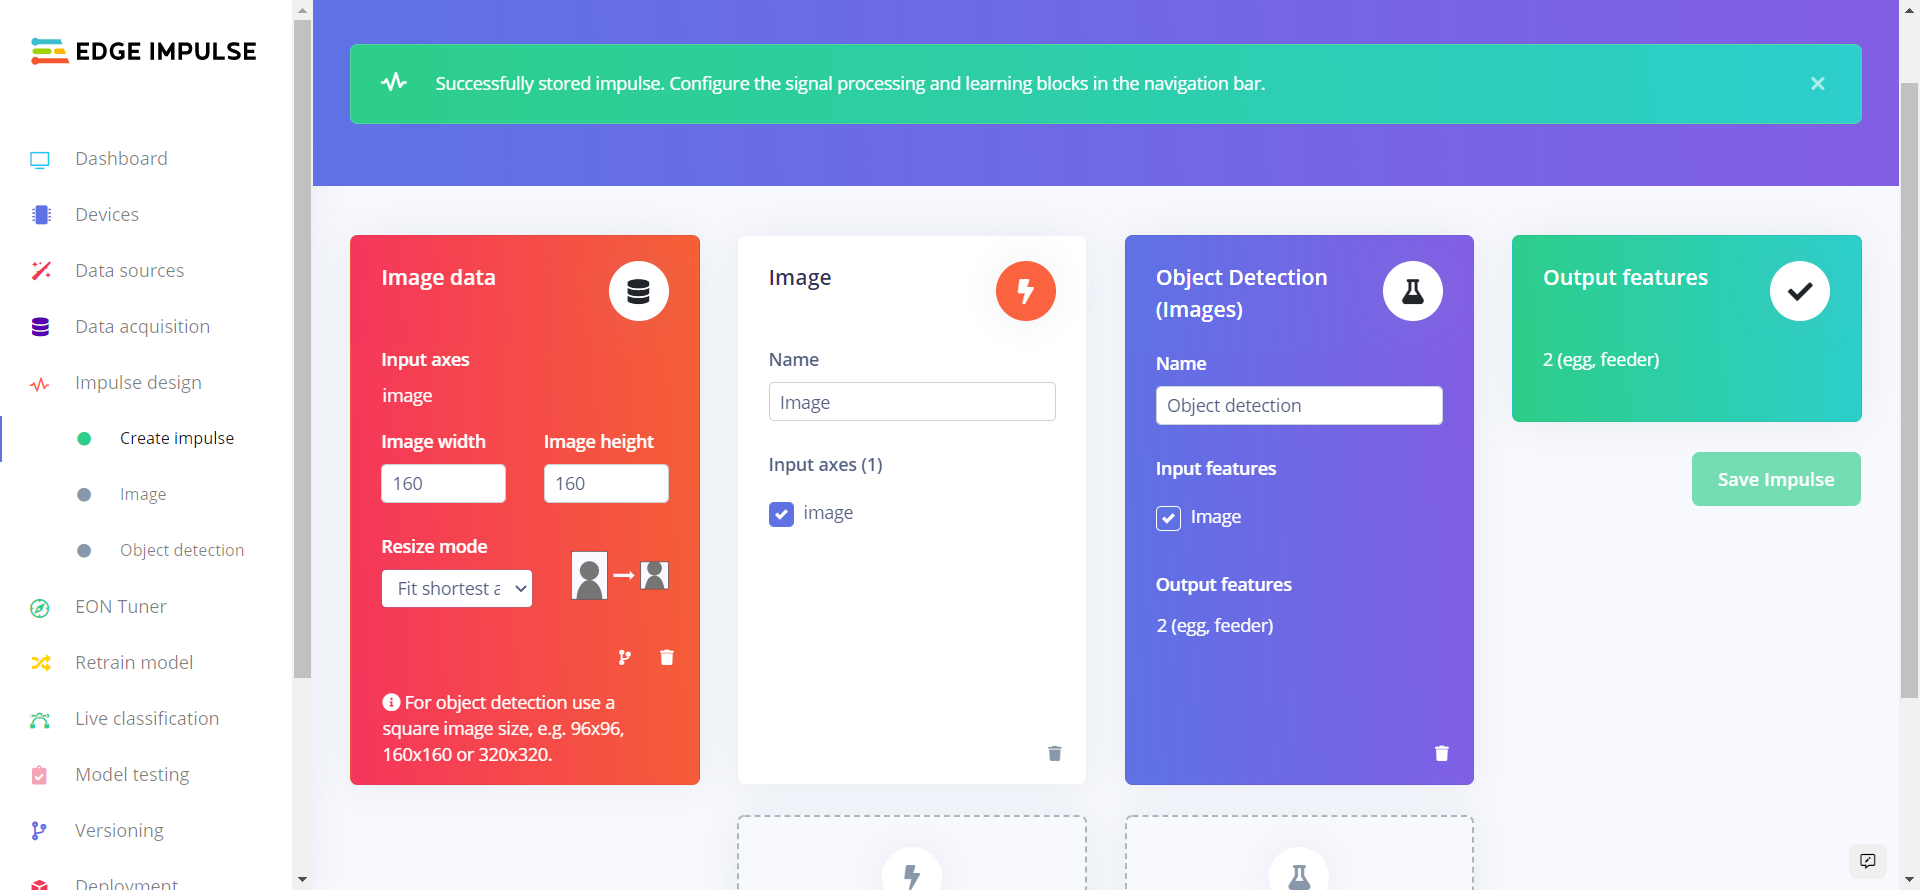 EDGE IMPULSE
Dashboard
Devices
Data sources
Data acquisition
Impulse design
Create impulse
Image
Object detection
EON Tuner
Retrain model
Live classification
Model testing
Versioning
Deployment
Successfully stored impulse. Configure the signal processing and learning blocks in the navigation bar.
Image data
Input axes
image
Image width
Image height
160
160
Resize mode
Fit shortest a
For object detection use a
square image size, e.g. 96x96,
160x160 or 320x320.
Image
Name
Image
Input axes (1)
image
Object Detection
(Images)
Name
Object detection
Input features
Image
Output features
2 (egg, feeder)
Output features
2 (egg, feeder)
Save Impulse